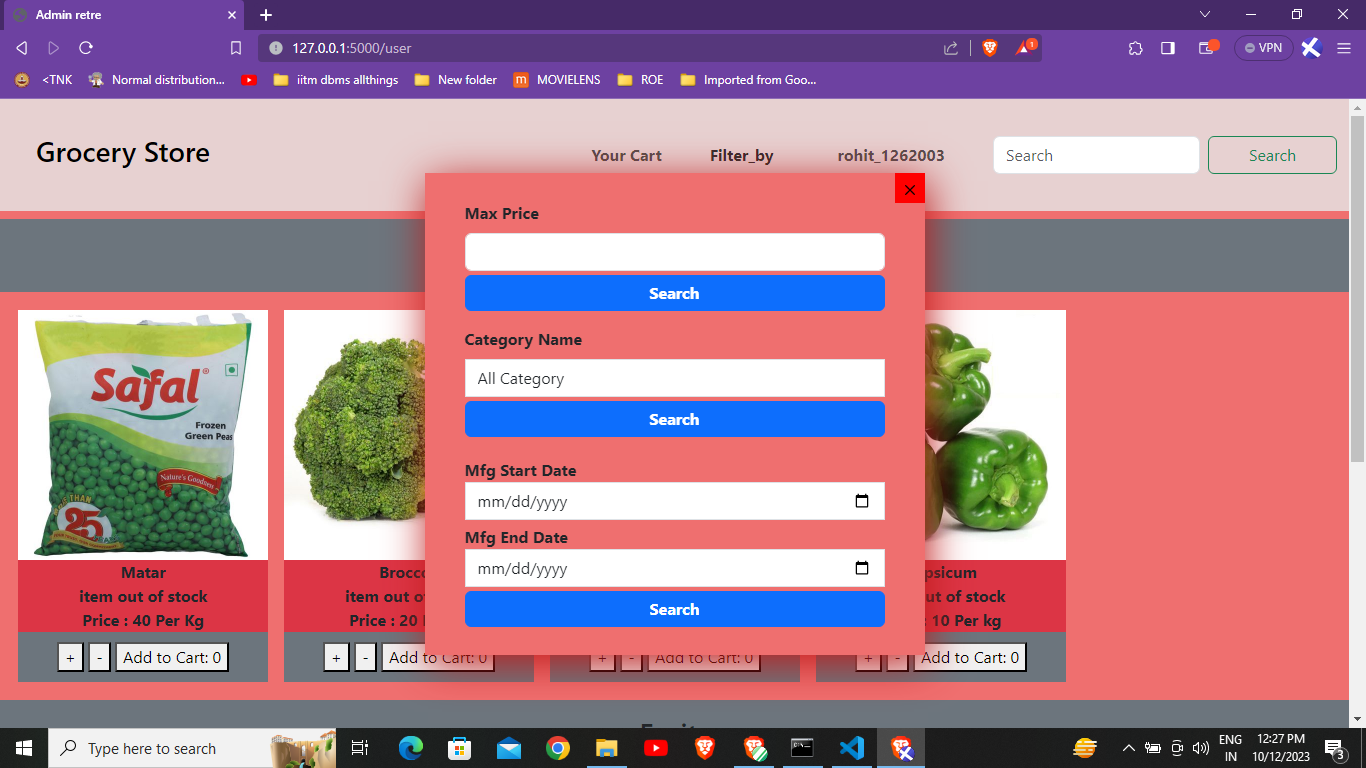 Admin retre
127.0.0.1:5000/user
1
VPN
<TNK
Normal distribution...
iitm dbms allthings
New folder
m
MOVIELENS
ROE
Imported from Goo...
Grocery Store
Your Cart
Filter_by
rohit_1262003
Search
Search
Max Price
Search
Category Name
All Category
Search
Mfg Start Date
mm/dd/yyyy
Mfg End Date
mm/dd/yyyy
Search
Safal
Frozen
Green Peas
Nature's Goodness
25
Matar
item out of stock
Price : 40 Per Kg
+ - Add to Cart: 0
Brocco
item out of
Price : 20
+ - Add to Cart: 0
+ - Add to Cart: 0
psicum
ut of stock
: 10 Per kg
+ - Add to Cart: 0
Type here to search
ENG
IN
12:27 PM
10/12/2023
3